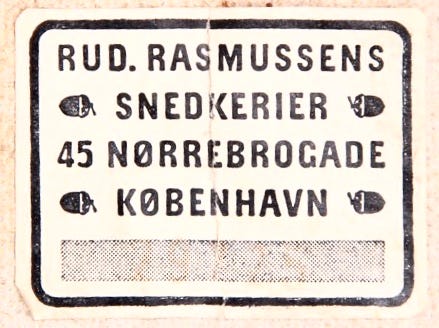 RUD. RASMUSSENS
SNEDKERIER
45 NØRREBROGADE
KØBENHAVN